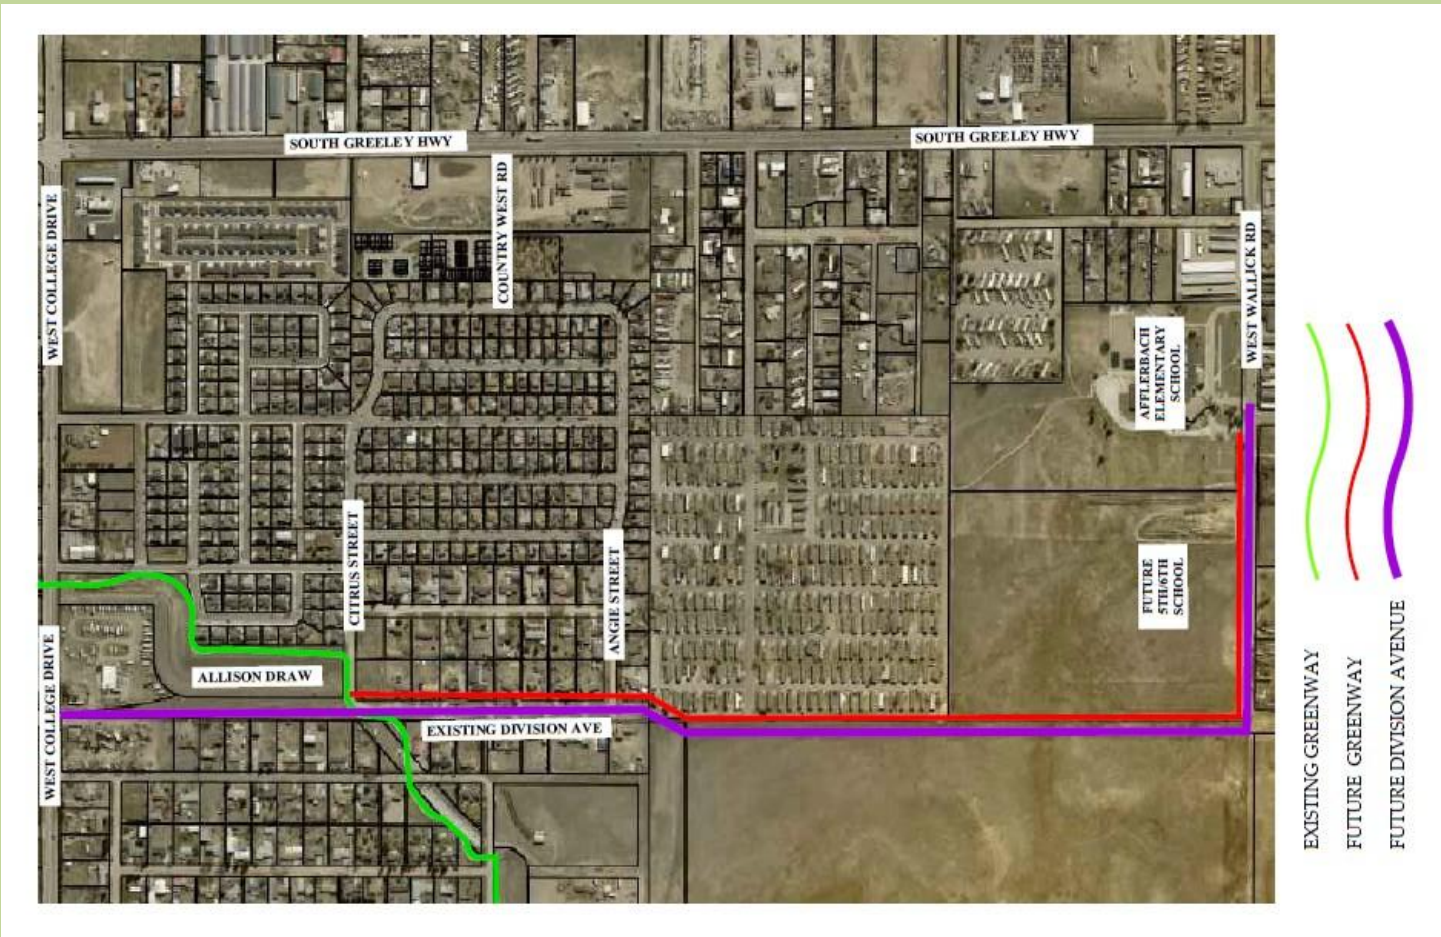 SOUTH GREELEY HWY
SOUTH GREELEY HWY
WEST COLLEGE DRIVE
COUNTRY WEST RD
WEST WALLICK RD
AFFLERBACH
ELEMENTARY
SCHOOL
CITRUS STREET
ANGIE STREET
FUTURE
5TH/6TH
SCHOOL
WEST COLLEGE DRIVE
ALLISON DRAW
EXISTING DIVISION AVE
EXISTING GREENWAY
FUTURE GREENWAY
FUTURE DIVISION AVENUE